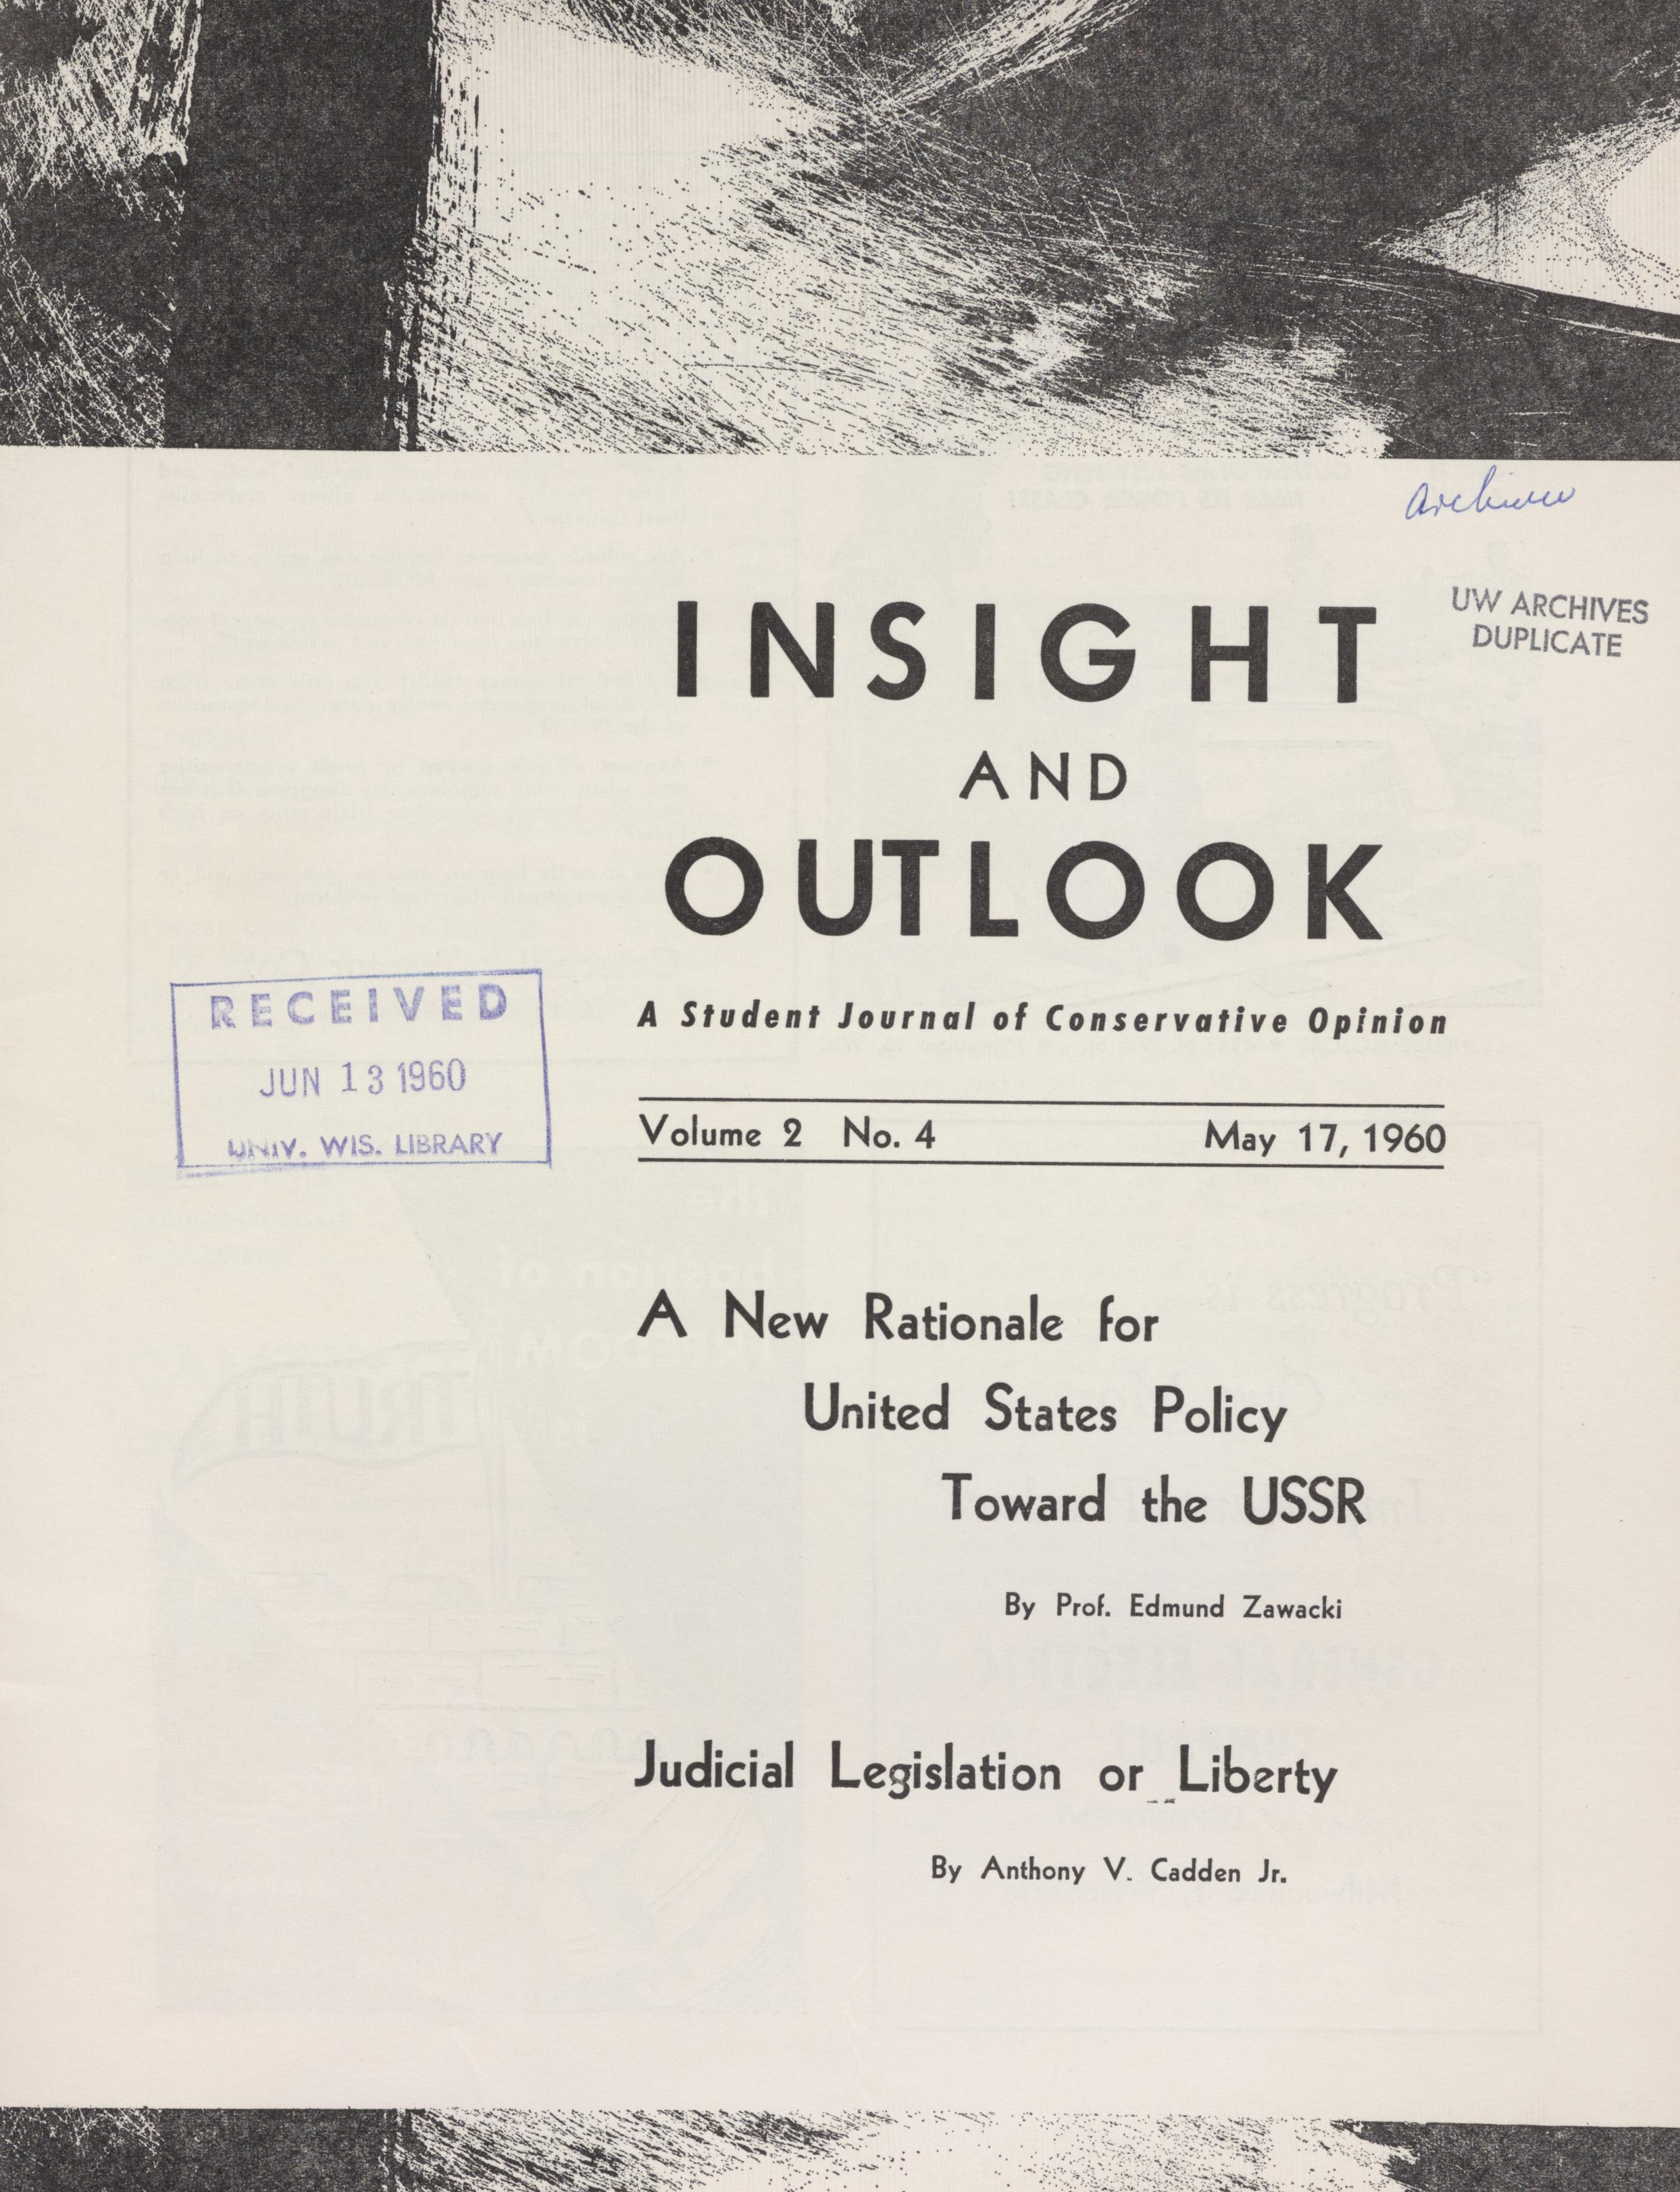 Archives
UW ARCHIVES
DUPLICATE
INSIGHT
AND
OUTLOOK
A Student Journal of Conservative Opinion
RECEIVED
JUN 13 1960
UNIV. WIS. LIBRARY
Volume 2 No. 4 May 17, 1960
A New Rationale for
United States Policy
Toward the USSR
By Prof. Edmund Zawacki
Judicial Legislation or Liberty
By Anthony V. Cadden Jr.